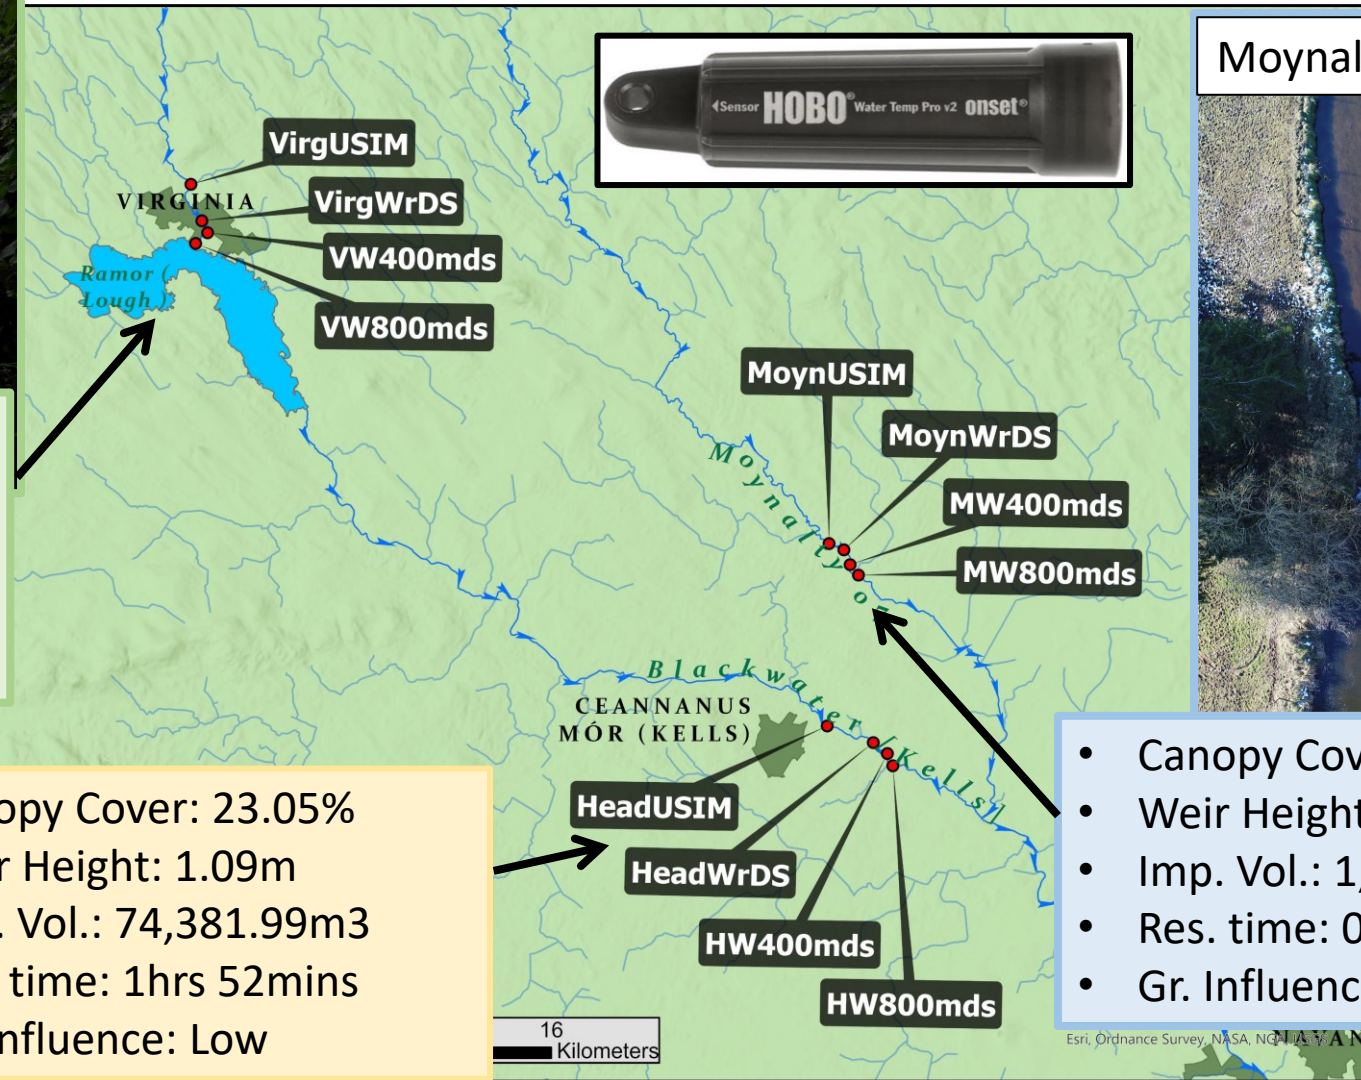 Moynal
◄Sensor HOBO® Water Temp Pro v2 onset®
VirgUSIM
VIRGINIA
VirgWrDS
VW400mds
Ramor (
Lough )
VW800mds
MoynUSIM
MoynWrDS
Moynalty
MW400mds
MW800mds
Blackwater (Kells)
CEANNANUS
MÓR (KELLS)
HeadUSIM
HeadWrDS
HW400mds
HW800mds
opy Cover: 23.05%
r Height: 1.09m
. Vol.: 74,381.99m3
time: 1hrs 52mins
nfluence: Low
• Canopy Cov
• Weir Height
• Imp. Vol.: 1,
• Res. time: 0
• Gr. Influenc
16
Kilometers
Esri, Ordnance Survey, NASA, NGA, USGS
NAVAN